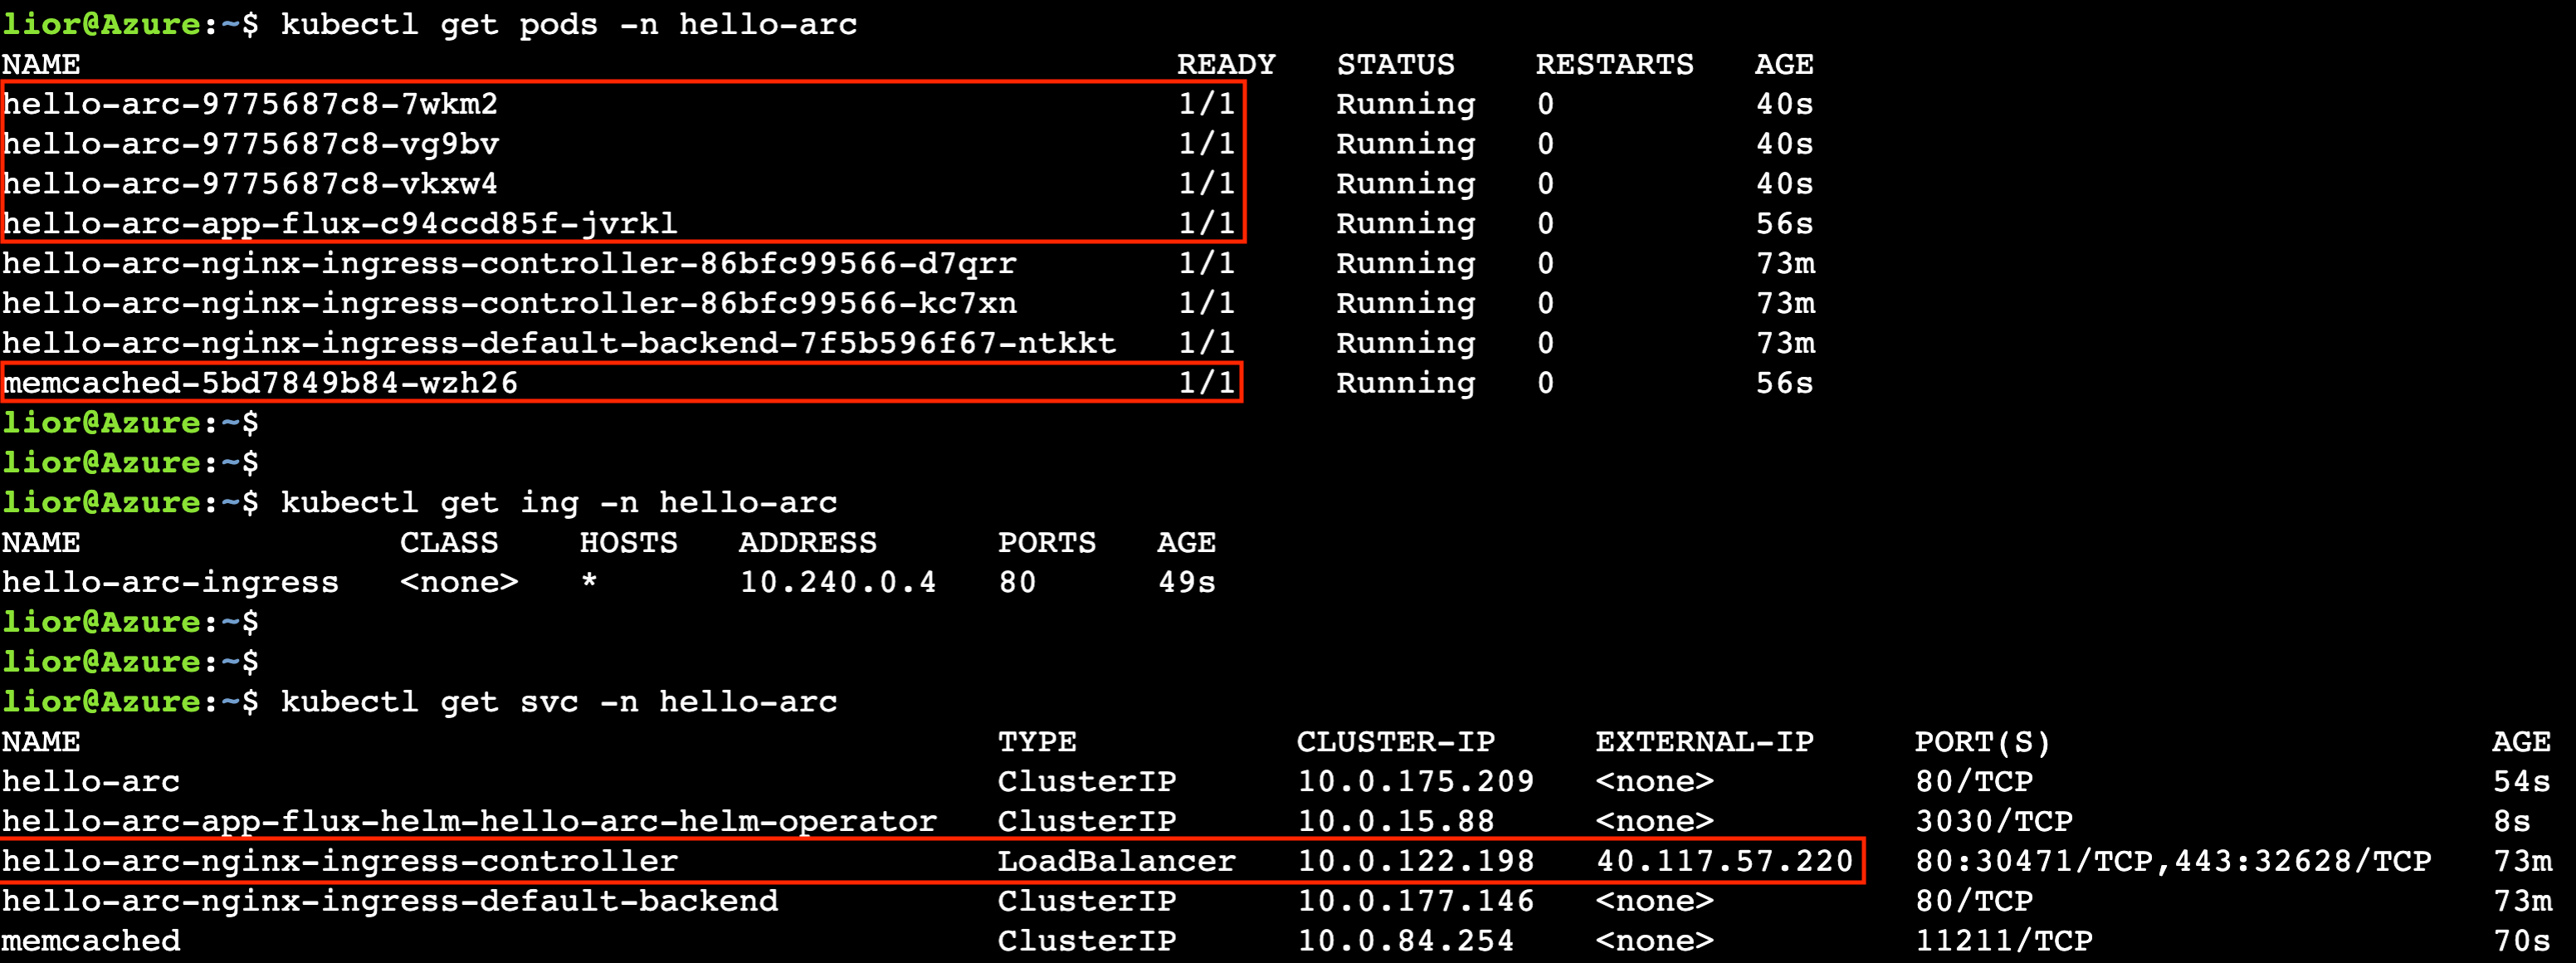 lior@Azure:~$ kubectl get pods -n hello-arc
NAME READY STATUS RESTARTS AGE
hello-arc-9775687c8-7wkm2 1/1 Running 0 40s
hello-arc-9775687c8-vg9bv 1/1 Running 0 40s
hello-arc-9775687c8-vkxw4 1/1 Running 0 40s
hello-arc-app-flux-c94ccd85f-jvrkl 1/1 Running 0 56s
hello-arc-nginx-ingress-controller-86bfc99566-d7qrr 1/1 Running 0 73m
hello-arc-nginx-ingress-controller-86bfc99566-kc7xn 1/1 Running 0 73m
hello-arc-nginx-ingress-default-backend-7f5b596f67-ntkkt 1/1 Running 0 73m
memcached-5bd7849b84-wzh26 1/1 Running 0 56s
lior@Azure:~$
lior@Azure:~$
lior@Azure:~$ kubectl get ing -n hello-arc
NAME CLASS HOSTS ADDRESS PORTS AGE
hello-arc-ingress <none> * 10.240.0.4 80 49s
lior@Azure:~$
lior@Azure:~$
lior@Azure:~$ kubectl get svc -n hello-arc
NAME TYPE CLUSTER-IP EXTERNAL-IP PORT(S) AGE
hello-arc ClusterIP 10.0.175.209 <none> 80/TCP 54s
hello-arc-app-flux-helm-hello-arc-helm-operator ClusterIP 10.0.15.88 <none> 3030/TCP 8s
hello-arc-nginx-ingress-controller LoadBalancer 10.0.122.198 40.117.57.220 80:30471/TCP,443:32628/TCP 73m
hello-arc-nginx-ingress-default-backend ClusterIP 10.0.177.146 <none> 80/TCP 73m
memcached ClusterIP 10.0.84.254 <none> 11211/TCP 70s